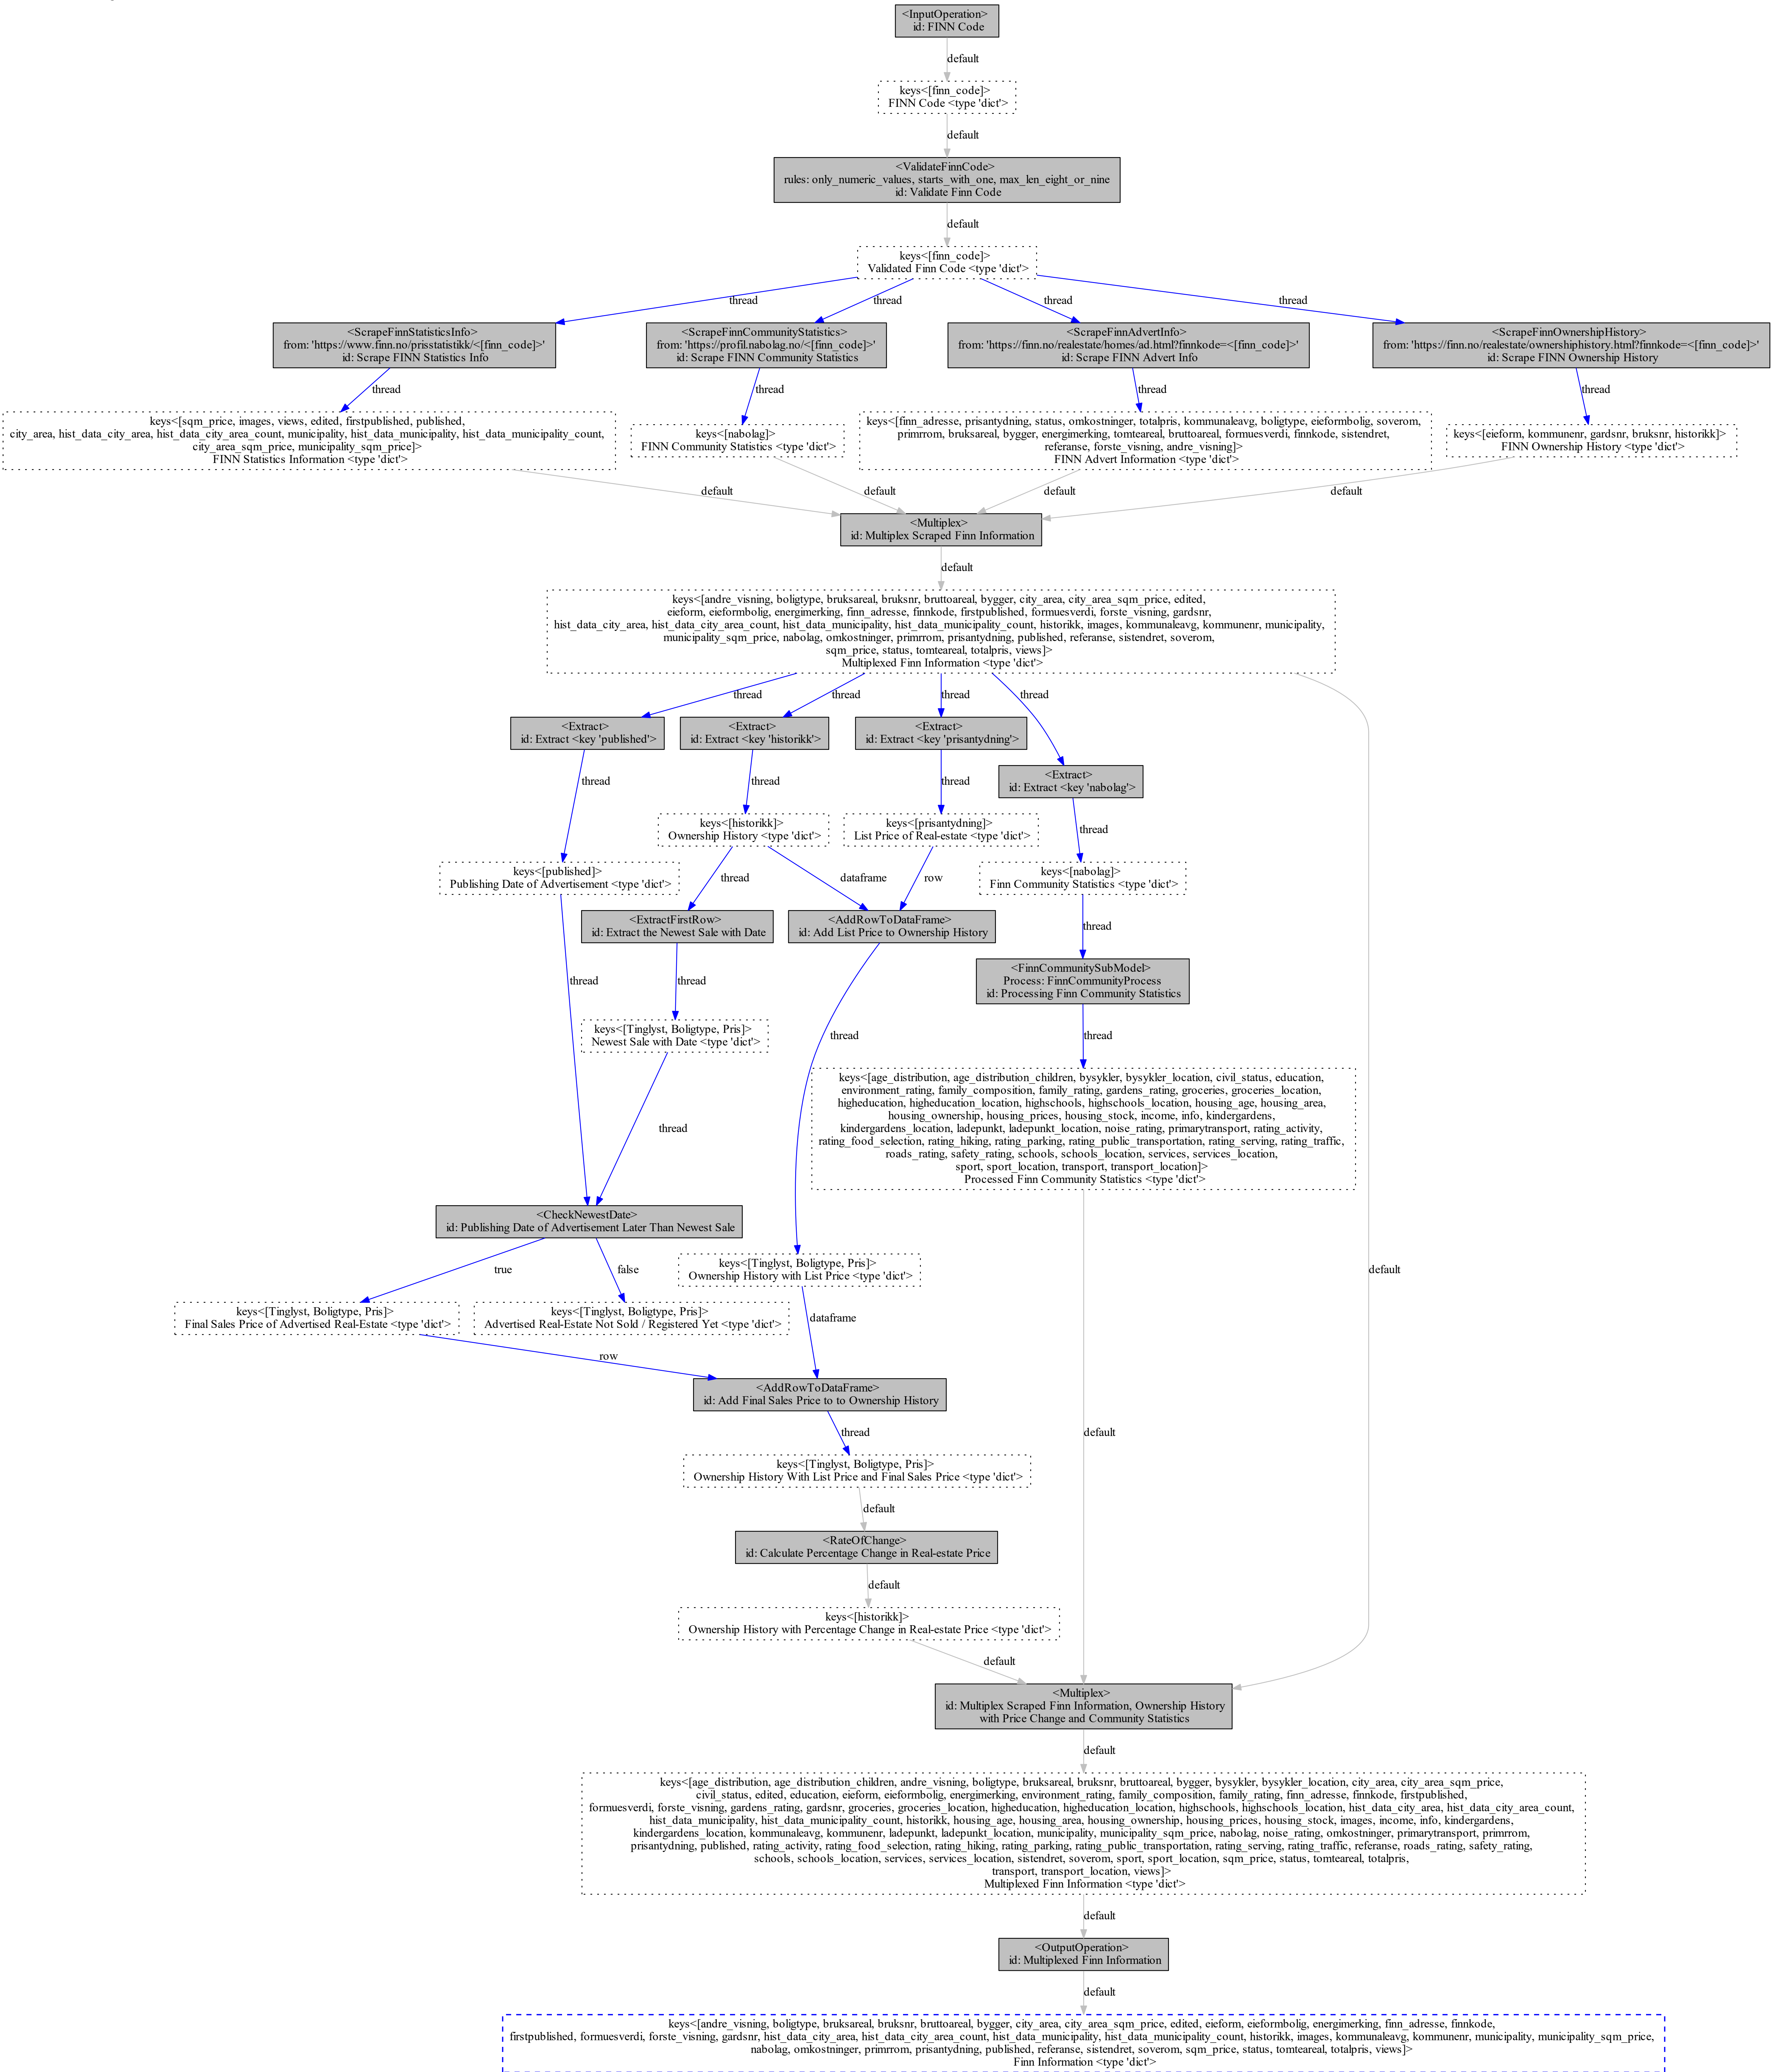 <InputOperation>
id: FINN Code
default
keys<[finn_code]>
FINN Code <type 'dict'>
default
<ValidateFinnCode>
rules: only_numeric_values, starts_with_one, max_len_eight_or_nine
id: Validate Finn Code
default
keys<[finn_code]>
Validated Finn Code <type 'dict'>
thread
thread
thread
thread
<ScrapeFinnStatisticsInfo>
from: 'https://www.finn.no/prisstatistikk/<[finn_code]>'
id: Scrape FINN Statistics Info
<ScrapeFinnCommunityStatistics>
from: 'https://profil.nabolag.no/<[finn_code]>'
id: Scrape FINN Community Statistics
<ScrapeFinnAdvertInfo>
from: 'https://finn.no/realestate/homes/ad.html?finnkode=<[finn_code]>'
id: Scrape FINN Advert Info
<ScrapeFinnOwnershipHistory>
from: 'https://finn.no/realestate/ownershiphistory.html?finnkode=<[finn_code]>'
id: Scrape FINN Ownership History
thread
thread
thread
thread
keys<[sqm_price, images, views, edited, firstpublished, published,
city_area, hist_data_city_area, hist_data_city_area_count, municipality, hist_data_municipality, hist_data_municipality_count,
city_area_sqm_price, municipality_sqm_price]>
FINN Statistics Information <type 'dict'>
keys<[nabolag]>
FINN Community Statistics <type 'dict'>
keys<[finn_adresse, prisantydning, status, omkostninger, totalpris, kommunaleavg, boligtype, eieformbolig, soverom,
primrrom, bruksareal, bygger, energimerking, tomteareal, bruttoareal, formuesverdi, finnkode, sistendret,
referanse, forste_visning, andre_visning]>
FINN Advert Information <type 'dict'>
keys<[eieform, kommunenr, gardsnr, bruksnr, historikk]>
FINN Ownership History <type 'dict'>
default
default
default
default
<Multiplex>
id: Multiplex Scraped Finn Information
default
keys<[andre_visning, boligtype, bruksareal, bruksnr, bruttoareal, bygger, city_area, city_area_sqm_price, edited,
eieform, eieformbolig, energimerking, finn_adresse, finnkode, firstpublished, formuesverdi, forste_visning, gardsnr,
hist_data_city_area, hist_data_city_area_count, hist_data_municipality, hist_data_municipality_count, historikk, images, kommunaleavg, kommunenr, municipality,
municipality_sqm_price, nabolag, omkostninger, primrrom, prisantydning, published, referanse, sistendret, soverom,
sqm_price, status, tomteareal, totalpris, views]>
Multiplexed Finn Information <type 'dict'>
thread
thread
thread
thread
<Extract>
id: Extract <key 'published'>
<Extract>
id: Extract <key 'historikk'>
<Extract>
id: Extract <key 'prisantydning'>
<Extract>
id: Extract <key 'nabolag'>
thread
thread
thread
thread
keys<[historikk]>
Ownership History <type 'dict'>
keys<[prisantydning]>
List Price of Real-estate <type 'dict'>
keys<[published]>
Publishing Date of Advertisement <type 'dict'>
keys<[nabolag]>
Finn Community Statistics <type 'dict'>
thread
dataframe
row
<ExtractFirstRow>
id: Extract the Newest Sale with Date
<AddRowToDataFrame>
id: Add List Price to Ownership History
thread
<FinnCommunitySubModel>
Process: FinnCommunityProcess
id: Processing Finn Community Statistics
thread
thread
keys<[Tinglyst, Boligtype, Pris]>
Newest Sale with Date <type 'dict'>
thread
thread
keys<[age_distribution, age_distribution_children, bysykler, bysykler_location, civil_status, education,
environment_rating, family_composition, family_rating, gardens_rating, groceries, groceries_location,
higheducation, higheducation_location, highschools, highschools_location, housing_age, housing_area,
housing_ownership, housing_prices, housing_stock, income, info, kindergardens,
kindergardens_location, ladepunkt, ladepunkt_location, noise_rating, primarytransport, rating_activity,
rating_food_selection, rating_hiking, rating_parking, rating_public_transportation, rating_serving, rating_traffic,
roads_rating, safety_rating, schools, schools_location, services, services_location,
sport, sport_location, transport, transport_location]>
Processed Finn Community Statistics <type 'dict'>
thread
<CheckNewestDate>
id: Publishing Date of Advertisement Later Than Newest Sale
true
false
keys<[Tinglyst, Boligtype, Pris]>
Ownership History with List Price <type 'dict'>
default
keys<[Tinglyst, Boligtype, Pris]>
Final Sales Price of Advertised Real-Estate <type 'dict'>
keys<[Tinglyst, Boligtype, Pris]>
Advertised Real-Estate Not Sold / Registered Yet <type 'dict'>
dataframe
row
<AddRowToDataFrame>
id: Add Final Sales Price to to Ownership History
thread
default
keys<[Tinglyst, Boligtype, Pris]>
Ownership History With List Price and Final Sales Price <type 'dict'>
default
<RateOfChange>
id: Calculate Percentage Change in Real-estate Price
default
keys<[historikk]>
Ownership History with Percentage Change in Real-estate Price <type 'dict'>
default
<Multiplex>
id: Multiplex Scraped Finn Information, Ownership History
with Price Change and Community Statistics
default
keys<[age_distribution, age_distribution_children, andre_visning, boligtype, bruksareal, bruksnr, bruttoareal, bygger, bysykler, bysykler_location, city_area, city_area_sqm_price,
civil_status, edited, education, eieform, eieformbolig, energimerking, environment_rating, family_composition, family_rating, finn_adresse, finnkode, firstpublished,
formuesverdi, forste_visning, gardens_rating, gardsnr, groceries, groceries_location, higheducation, higheducation_location, highschools, highschools_location, hist_data_city_area, hist_data_city_area_count,
hist_data_municipality, hist_data_municipality_count, historikk, housing_age, housing_area, housing_ownership, housing_prices, housing_stock, images, income, info, kindergardens,
kindergardens_location, kommunaleavg, kommunenr, ladepunkt, ladepunkt_location, municipality, municipality_sqm_price, nabolag, noise_rating, omkostninger, primarytransport, primrrom,
prisantydning, published, rating_activity, rating_food_selection, rating_hiking, rating_parking, rating_public_transportation, rating_serving, rating_traffic, referanse, roads_rating, safety_rating,
schools, schools_location, services, services_location, sistendret, soverom, sport, sport_location, sqm_price, status, tomteareal, totalpris,
transport, transport_location, views]>
Multiplexed Finn Information <type 'dict'>
default
<OutputOperation>
id: Multiplexed Finn Information
default
keys<[andre_visning, boligtype, bruksareal, bruksnr, bruttoareal, bygger, city_area, city_area_sqm_price, edited, eieform, eieformbolig, energimerking, finn_adresse, finnkode,
firstpublished, formuesverdi, forste_visning, gardsnr, hist_data_city_area, hist_data_city_area_count, hist_data_municipality, hist_data_municipality_count, historikk, images, kommunaleavg, kommunenr, municipality, municipality_sqm_price,
nabolag, omkostninger, primrrom, prisantydning, published, referanse, sistendret, soverom, sqm_price, status, tomteareal, totalpris, views]>
Finn Information <type 'dict'>